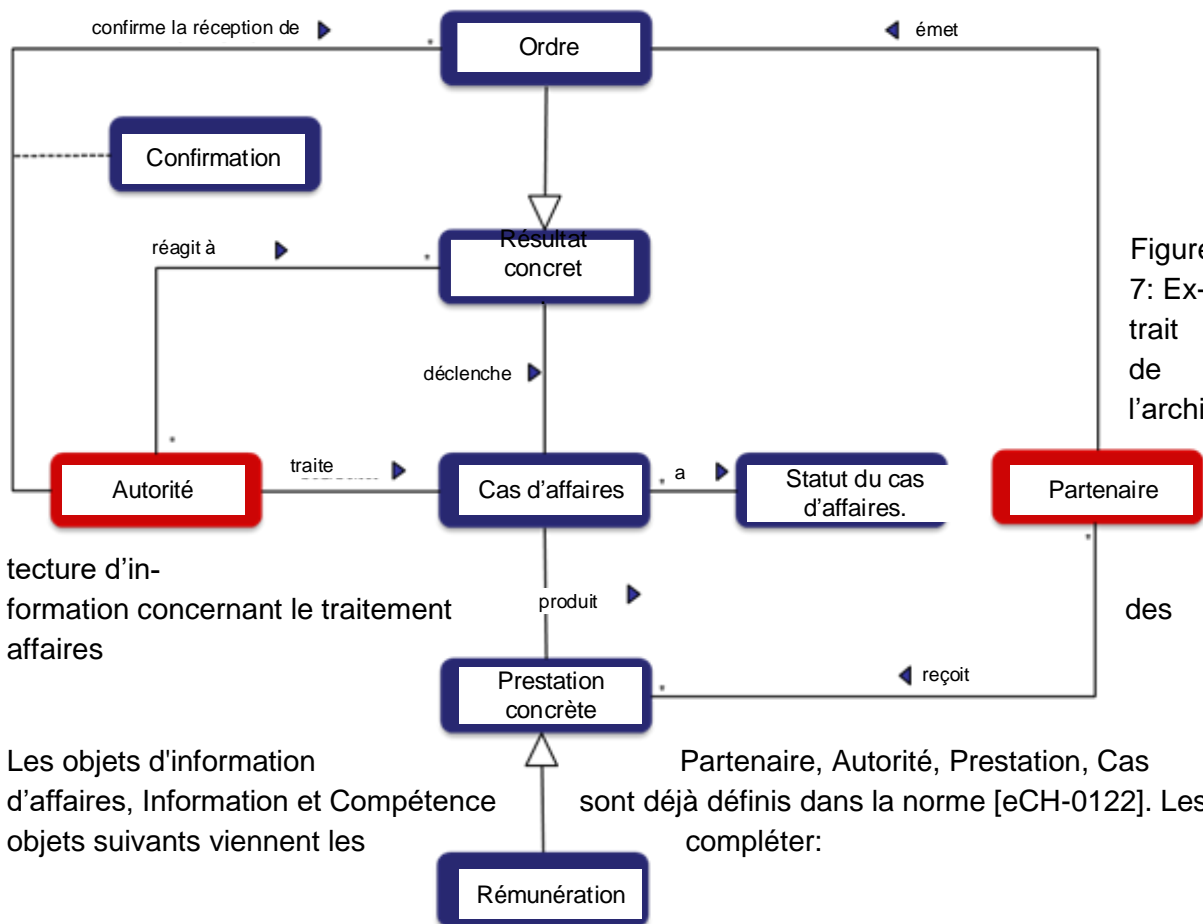 confirme la réception de
Ordre
émet
Confirmation
réagit à
Résultat
concret
Figure
7: Ex-
trait
de
l’archi
déclenche
Autorité
traite
Cas d’affaires
a
Statut du cas
d’affaires.
Partenaire
tecture d’in-
formation concernant le traitement des
affaires
produit
Prestation
concrète
reçoit
Les objets d'information Partenaire, Autorité, Prestation, Cas
d’affaires, Information et Compétence sont déjà définis dans la norme [eCH-0122]. Les
objets suivants viennent les compléter:
Rémunération